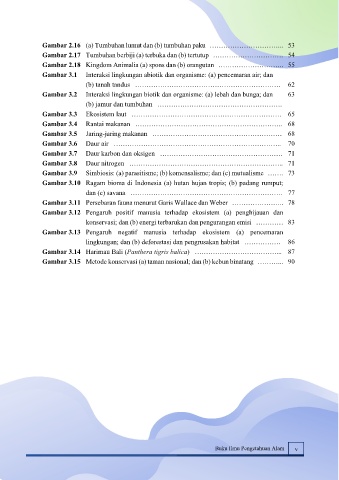 Gambar 2.16 (a) Tumbuhan lumut dan (b) tumbuhan paku ………………………… 53
Gambar 2.17 Tumbuhan berbiji (a) terbuka dan (b) tertutup ……………………… 54
Gambar 2.18 Kingdom Animalia (a) spons dan (b) orangutan ……………………… 55
Gambar 3.1 Interaksi lingkungan abiotik dan organisme: (a) pencemaran air; dan
(b) tanah tandus ……………………………………………… 62
Gambar 3.2 Interaksi lingkungan biotik dan organisme: (a) lebah dan bunga; dan 63
(b) jamur dan tumbuhan ………………………………………
Gambar 3.3 Ekosistem laut ………………………………………………… 65
Gambar 3.4 Rantai makanan ……………………………………………… 68
Gambar 3.5 Jaring-jaring makanan ………………………………………… 68
Gambar 3.6 Daur air ……………………………………………………… 70
Gambar 3.7 Daur karbon dan oksigen ……………………………………… 71
Gambar 3.8 Daur nitrogen ………………………………………………… 71
Gambar 3.9 Simbiosis: (a) parasitisme; (b) komensalisme; dan (c) mutualisme …… 73
Gambar 3.10 Ragam bioma di Indonesia (a) hutan hujan tropis; (b) padang rumput;
dan (c) savana ………………………………………………… 77
Gambar 3.11 Persebaran fauna menurut Garis Wallace dan Weber ………………… 78
Gambar 3.12 Pengaruh positif manusia terhadap ekosistem (a) penghijauan dan
konservasi; dan (b) energi terbarukan dan pengurangan emisi ………… 83
Gambar 3.13 Pengaruh negatif manusia terhadap ekosistem (a) pencemaran
lingkungan; dan (b) deforestasi dan pengrusakan habitat …………… 86
Gambar 3.14 Harimau Bali (Panthera tigris balica) …………………………… 87
Gambar 3.15 Metode konservasi (a) taman nasional; dan (b) kebun binatang ………… 90
Buku Ilmu Pengetahuan Alam v